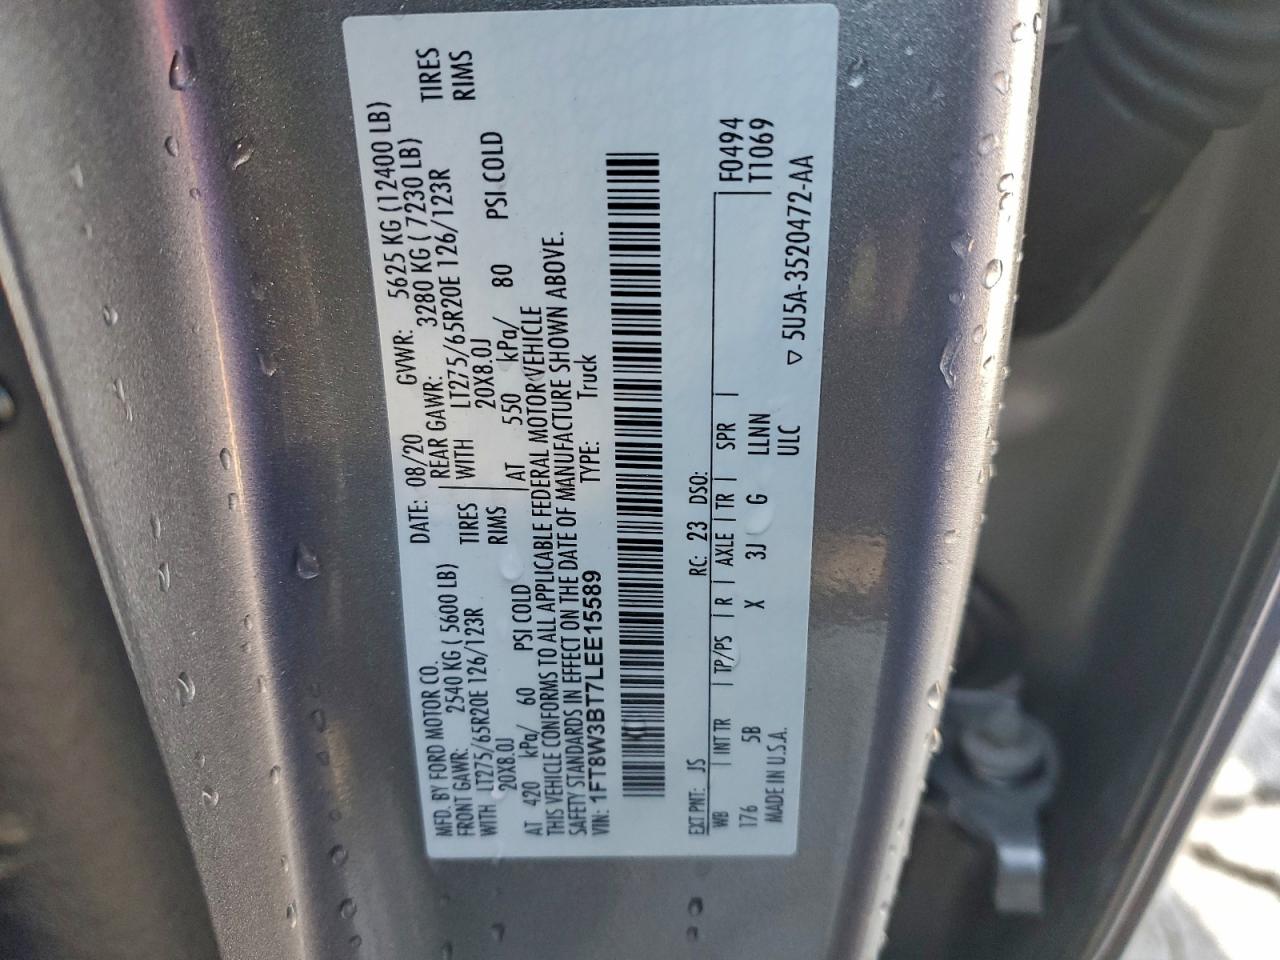 MFD. BY FORD MOTOR CO.
DATE: 08/20 GVWR: 5625 KG (12400 LB)
FRONT GAWR: 2540 KG ( 5600 LB) REAR GAWR: 3280 KG ( 7230 LB)
WITH LT275/65R20E 126/123R TIRES WITH LT275/65R20E 126/123R TIRES
20X8.0J RIMS 20X8.0J RIMS
AT 420 kPa/ 60 PSI COLD AT 550 kPa/ 80 PSI COLD
THIS VEHICLE CONFORMS TO ALL APPLICABLE FEDERAL MOTOR VEHICLE
SAFETY STANDARDS IN EFFECT ON THE DATE OF MANUFACTURE SHOWN ABOVE.
VIN: 1FT8W3BT7LEE15589 TYPE: Truck
EXT PNT: JS RC: 23 DSO:
WB INT TR TP/PS R AXLE TR SPR F0494
176 5B X 3J G LLNN T1069
MADE IN U.S.A. ULC ▽ 5U5A-3520472-AA